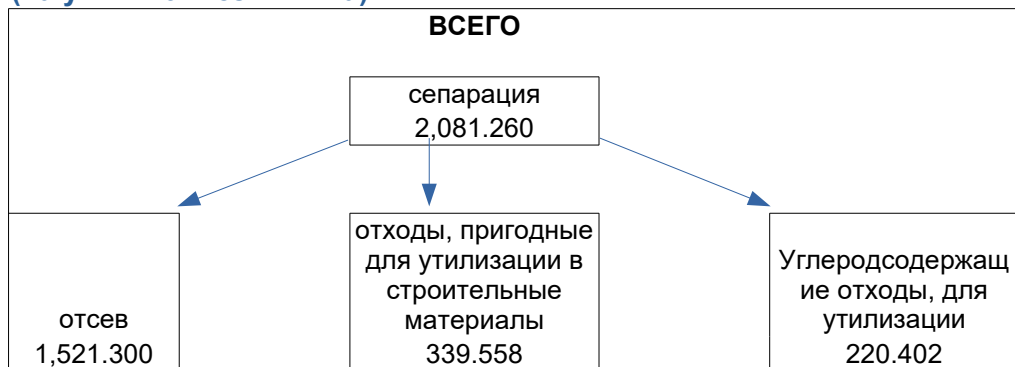 ВСЕГО
сепарация
2,081.260
отходы, пригодные
для утилизации в
строительные
материалы
339.558
отсев
1,521.300
Углеродсодержащ
ие отходы, для
утилизации
220.402